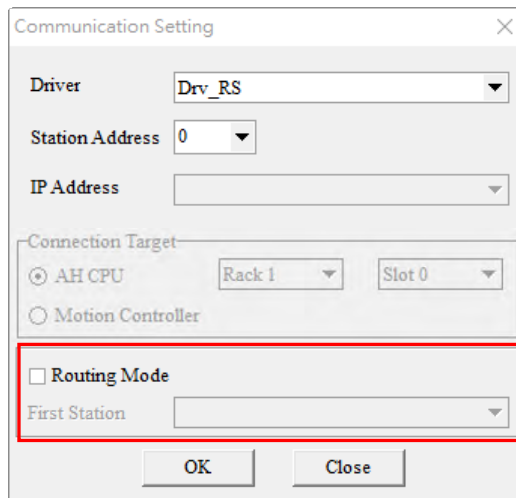 Communication Setting
Driver Drv_RS
Station Address 0
IP Address
Connection Target
AH CPU Rack 1 Slot 0
Motion Controller
Routing Mode
First Station
OK Close